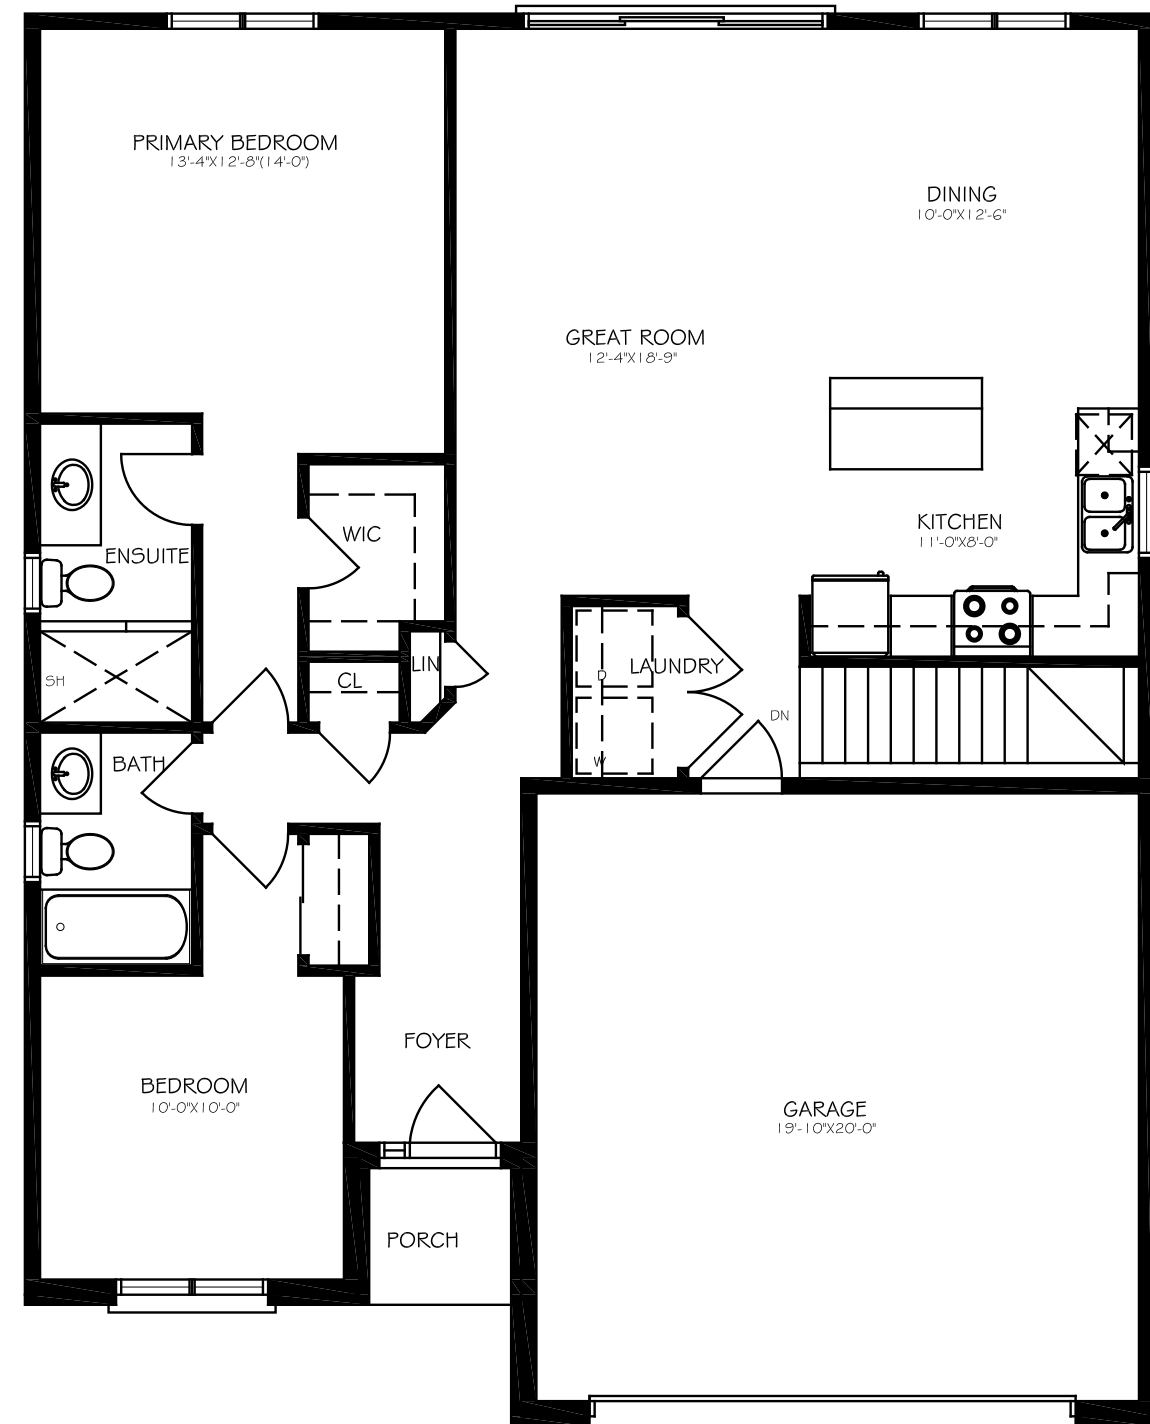 PRIMARY BEDROOM
13'-4"X12'-8"(14'-0")
DINING
10'-0"X12'-6"
GREAT ROOM
12'-4"X18'-9"
KITCHEN
11'-0"X8'-0"
WIC
ENSUITE
LIN
LAUNDRY
D
CL
SH
DN
W
BATH
FOYER
BEDROOM
10'-0"X10'-0"
GARAGE
19'-10"X20'-0"
PORCH